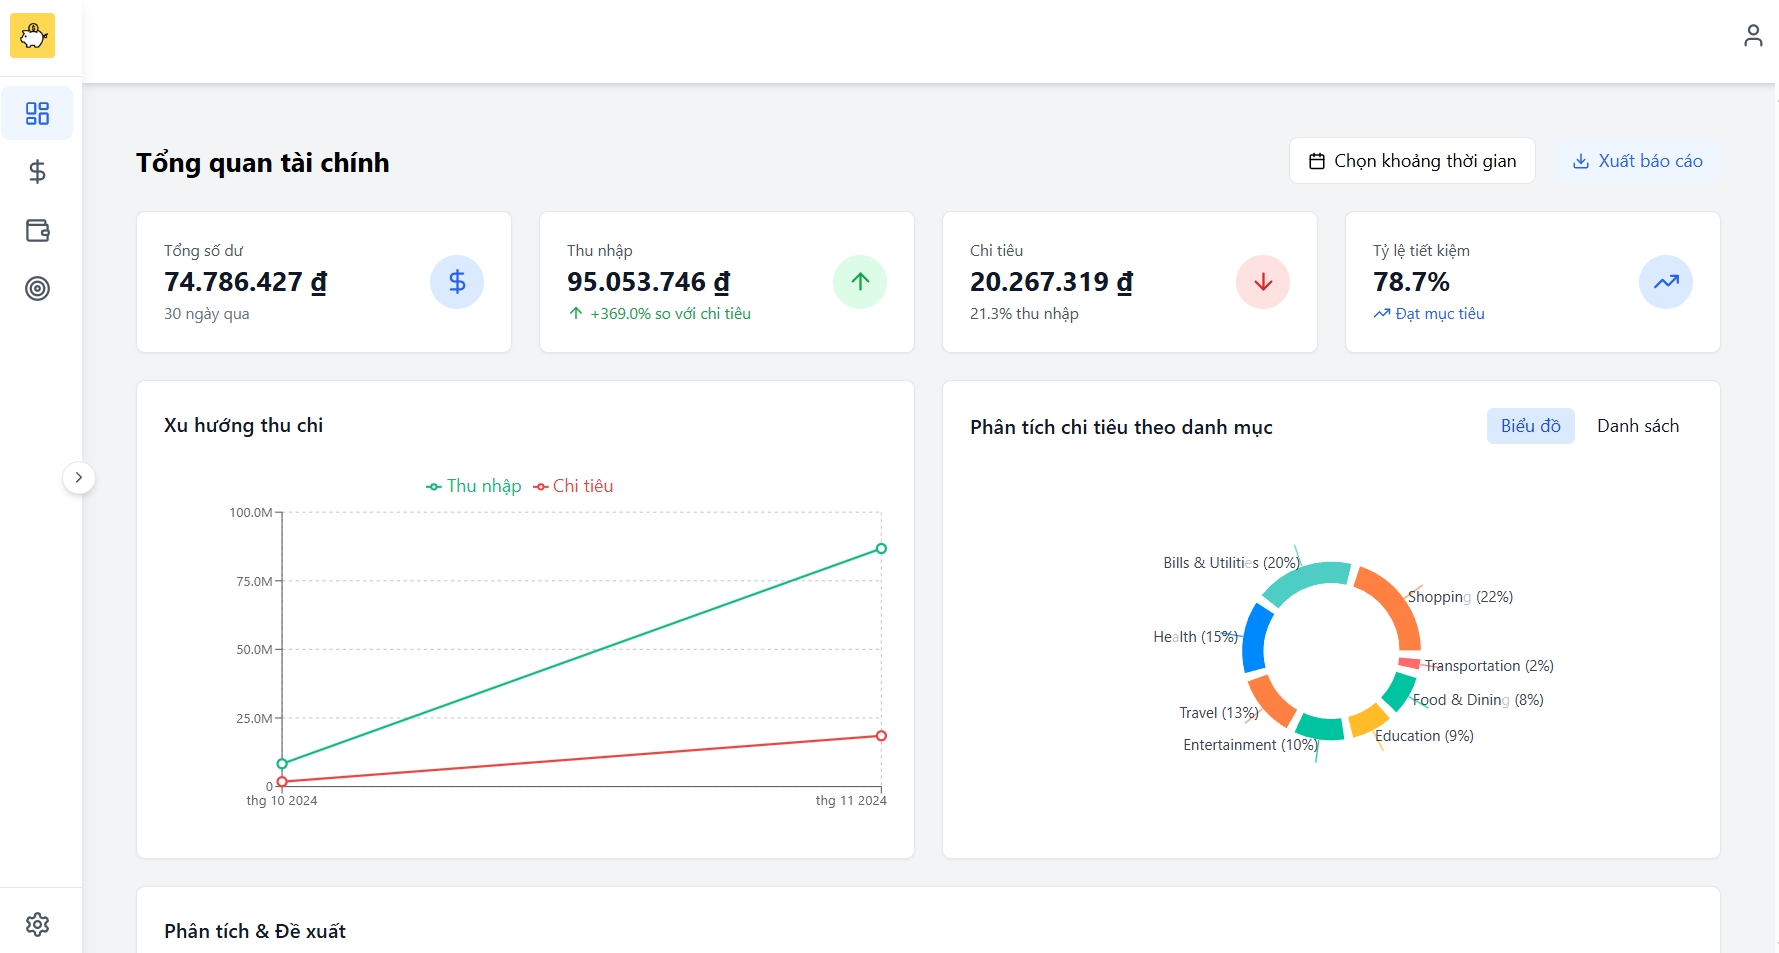 Tổng quan tài chính
Chọn khoảng thời gian
Xuất báo cáo
Tổng số dư
74.786.427 ₫
30 ngày qua
Thu nhập
95.053.746 ₫
+369.0% so với chi tiêu
Chi tiêu
20.267.319 ₫
21.3% thu nhập
Tỷ lệ tiết kiệm
78.7%
Đạt mục tiêu
Xu hướng thu chi
Thu nhập
Chi tiêu
100.0M
75.0M
50.0M
25.0M
0
thg 10 2024
thg 11 2024
Phân tích chi tiêu theo danh mục
Biểu đồ
Danh sách
Bills & Utilities (20%)
Shopping (22%)
Health (15%)
Transportation (2%)
Food & Dining (8%)
Travel (13%)
Education (9%)
Entertainment (10%)
Phân tích & Đề xuất